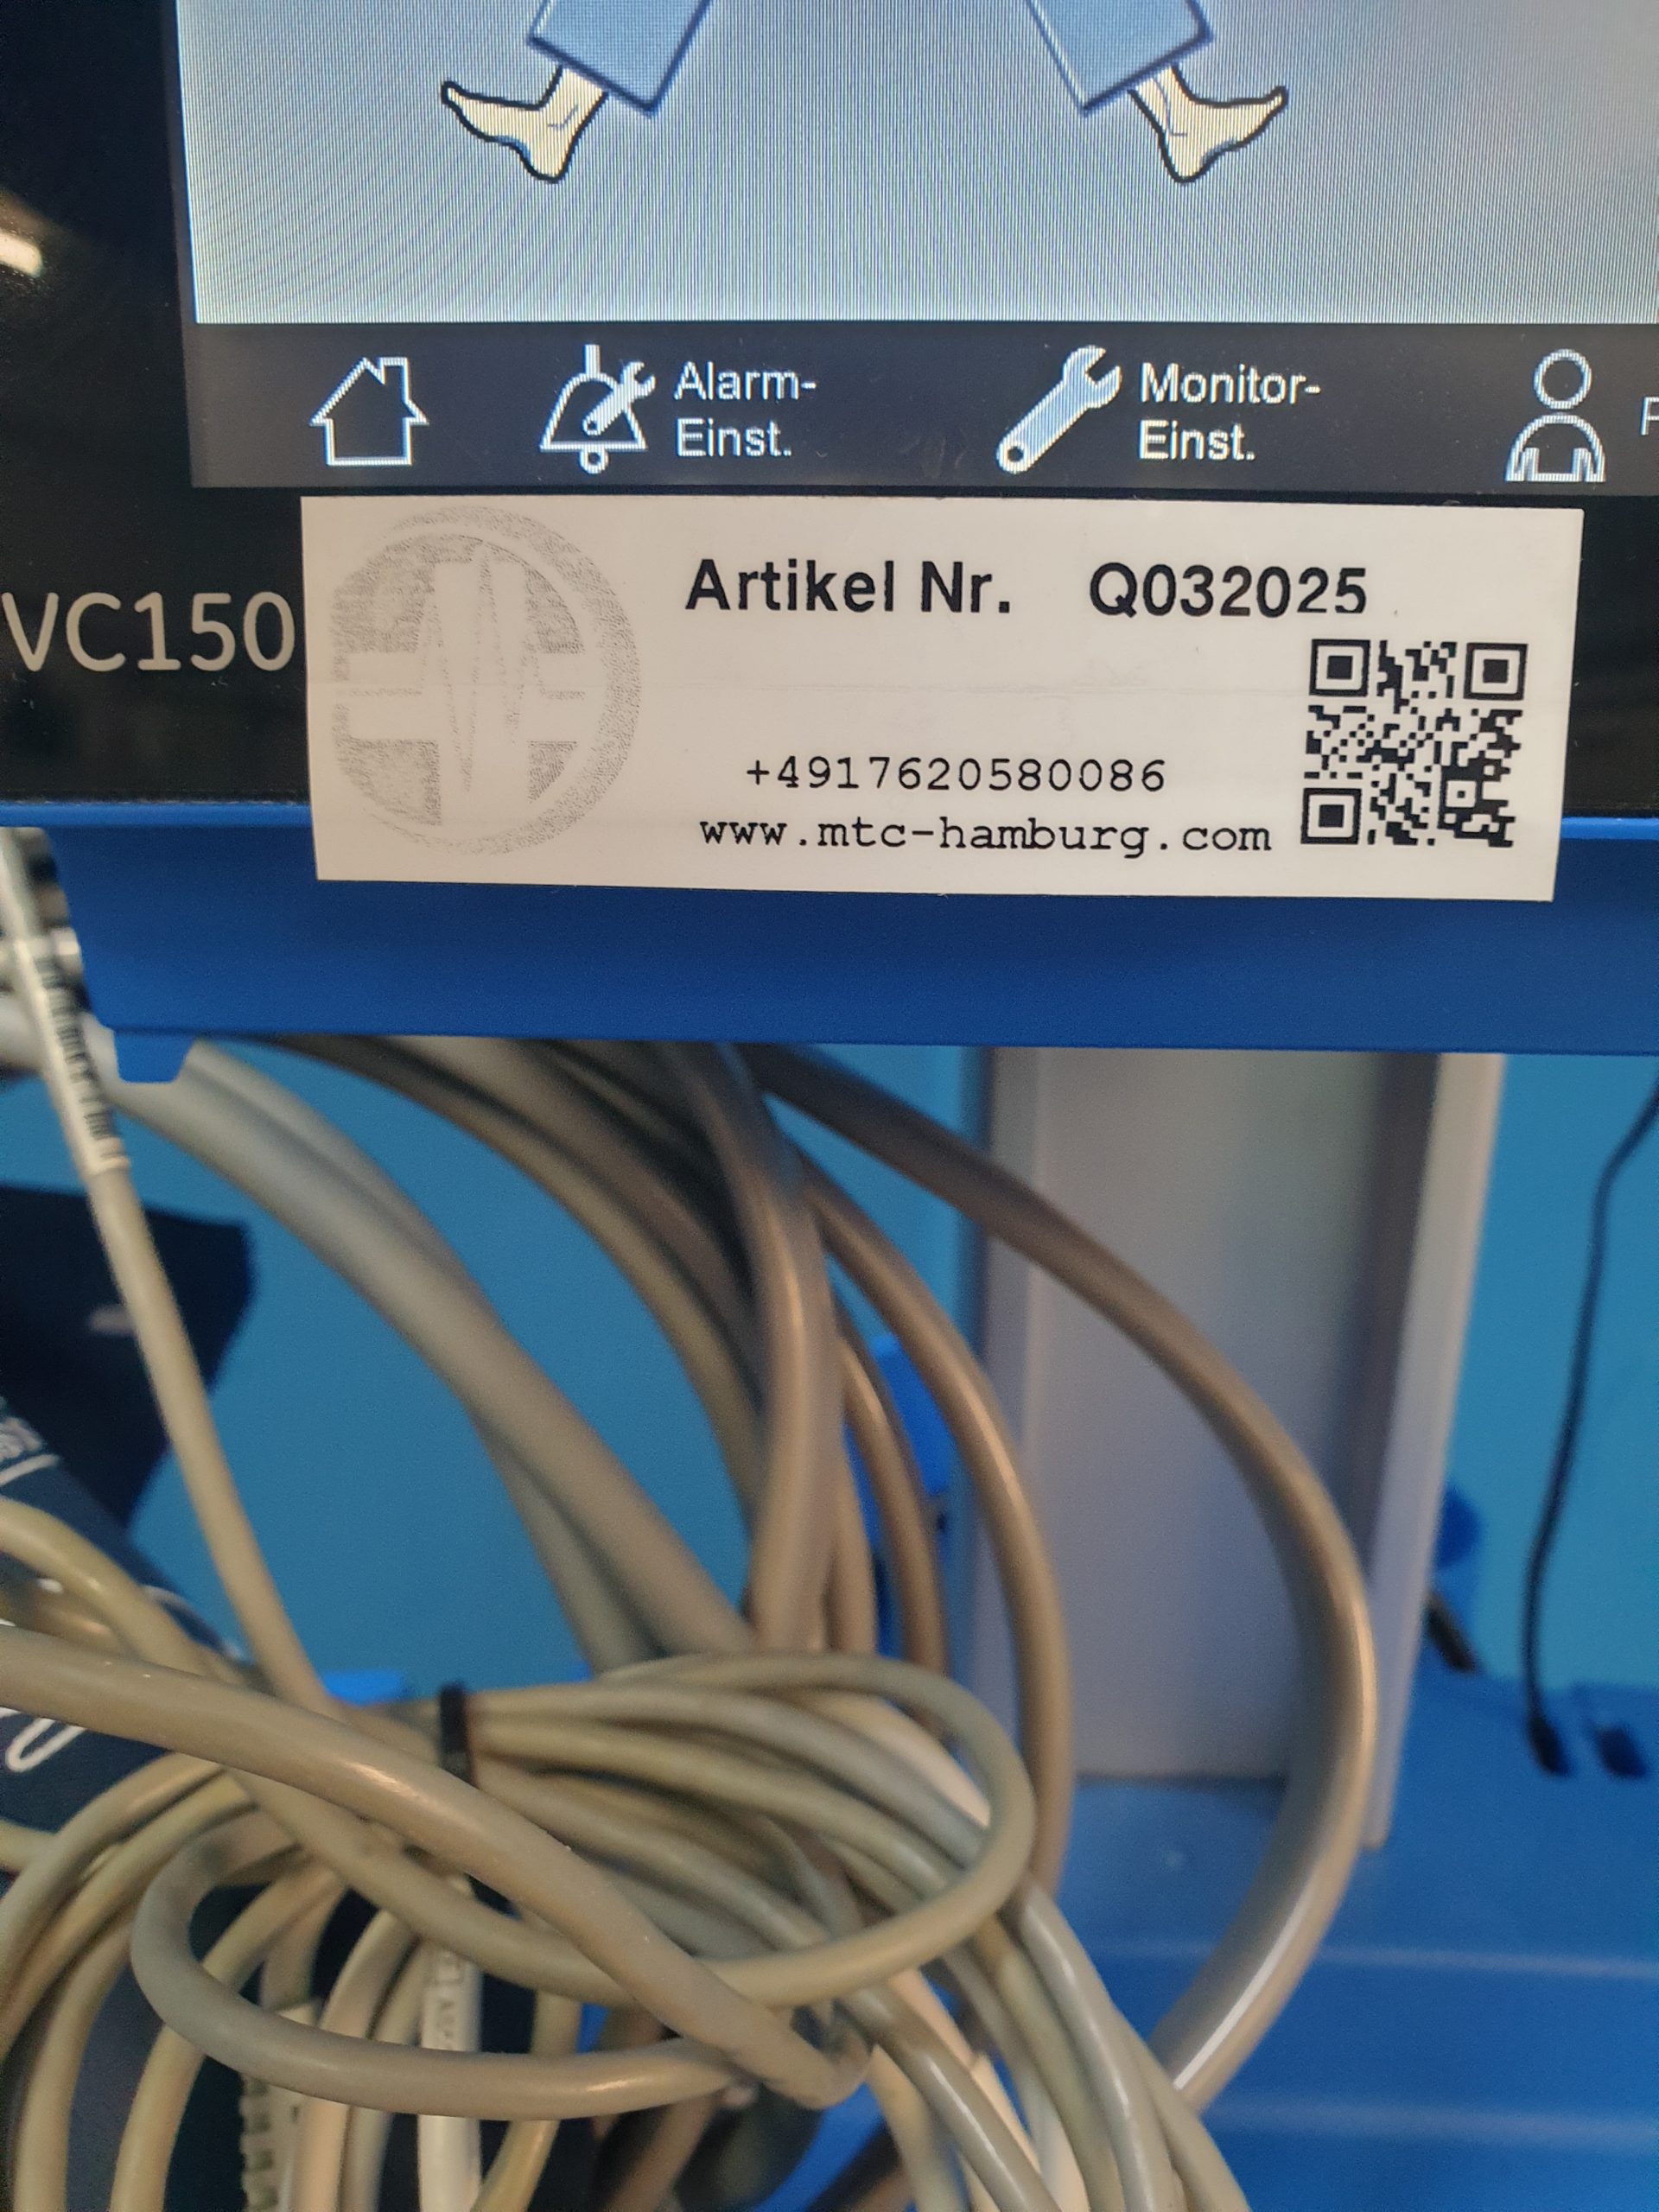 Alarm-
Einst.
Monitor-
Einst.
P
VC150
Artikel Nr. Q032025
+4917620580086
www.mtc-hamburg.com